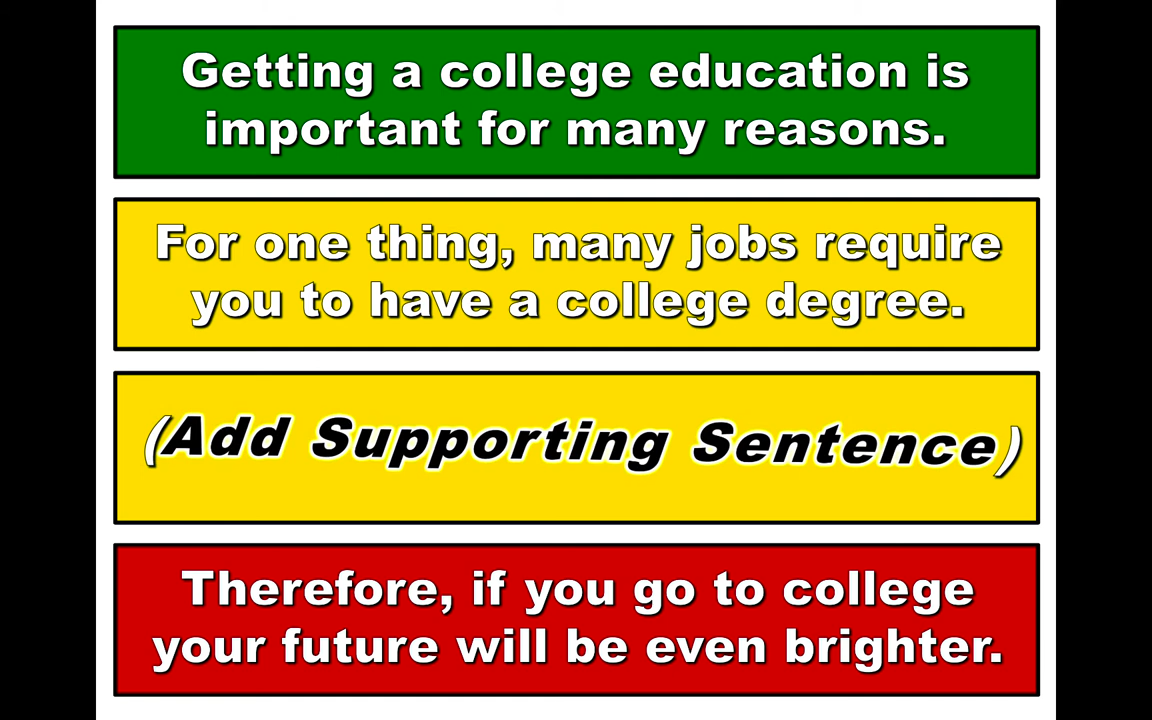 Getting a college education is
important for many reasons.
For one thing, many jobs require
you to have a college degree.
(Add Supporting Sentence)
Therefore, if you go to college
your future will be even brighter.